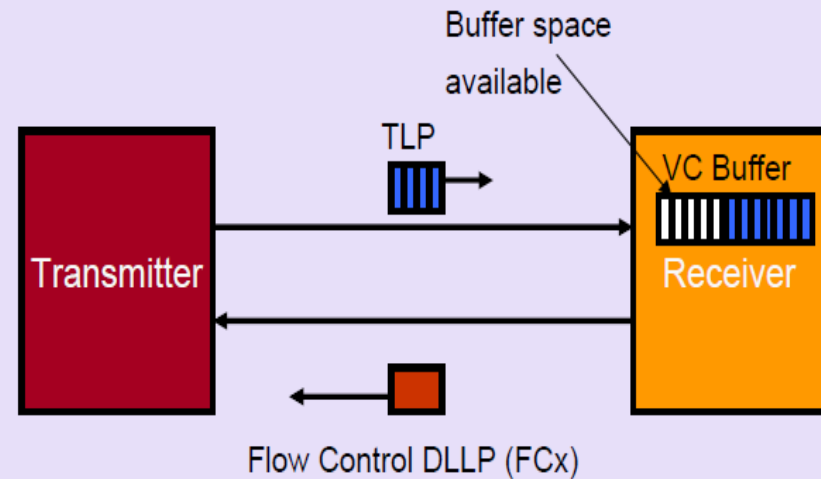 Buffer space
available
TLP
VC Buffer
Transmitter
Receiver
Flow Control DLLP (FCx)